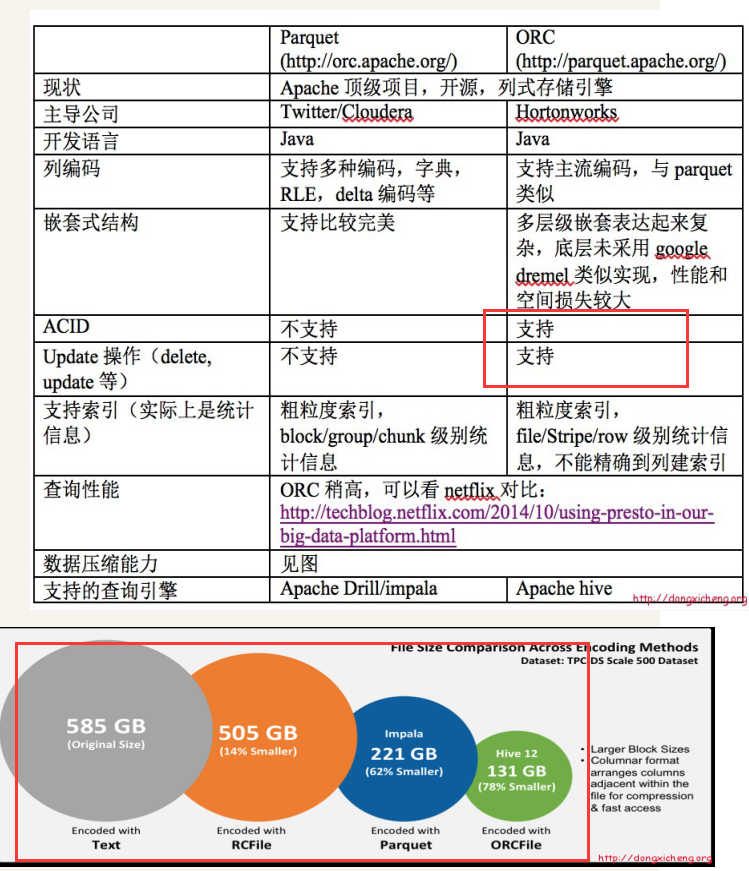 Parquet
(http://orc.apache.org/)
ORC
(http://parquet.apache.org/)
现状
Apache 顶级项目，开源，列式存储引擎
主导公司
Twitter/Cloudera
Hortonworks
开发语言
Java
Java
列编码
支持多种编码，字典，
RLE，delta 编码等
支持主流编码，与 parquet
类似
嵌套式结构
支持比较完美
多层级嵌套表达起来复
杂，底层未采用 google
dremel 类似实现，性能和
空间损失较大
ACID
不支持
支持
Update 操作（delete,
update 等）
不支持
支持
支持索引（实际上是统计
信息）
粗粒度索引，
block/group/chunk 级别统
计信息
粗粒度索引，
file/Stripe/row 级别统计信
息，不能精确到列建索引
查询性能
ORC 稍高，可以看 netflix 对比：
http://techblog.netflix.com/2014/10/using-presto-in-our-
big-data-platform.html
数据压缩能力
见图
支持的查询引擎
Apache Drill/impala
Apache hive
http://dongxicheng.org
File Size Comparison Across Encoding Methods
Dataset: TPC-DS Scale 500 Dataset
585 GB
(Original Size)
505 GB
(14% Smaller)
Impala
221 GB
(62% Smaller)
Hive 12
131 GB
(78% Smaller)
• Larger Block Sizes
• Columnar format
arranges columns
adjacent within the
file for compression
& fast access
Encoded with
Text
Encoded with
RCFile
Encoded with
Parquet
Encoded with
ORCFile
http://dongxicheng.org